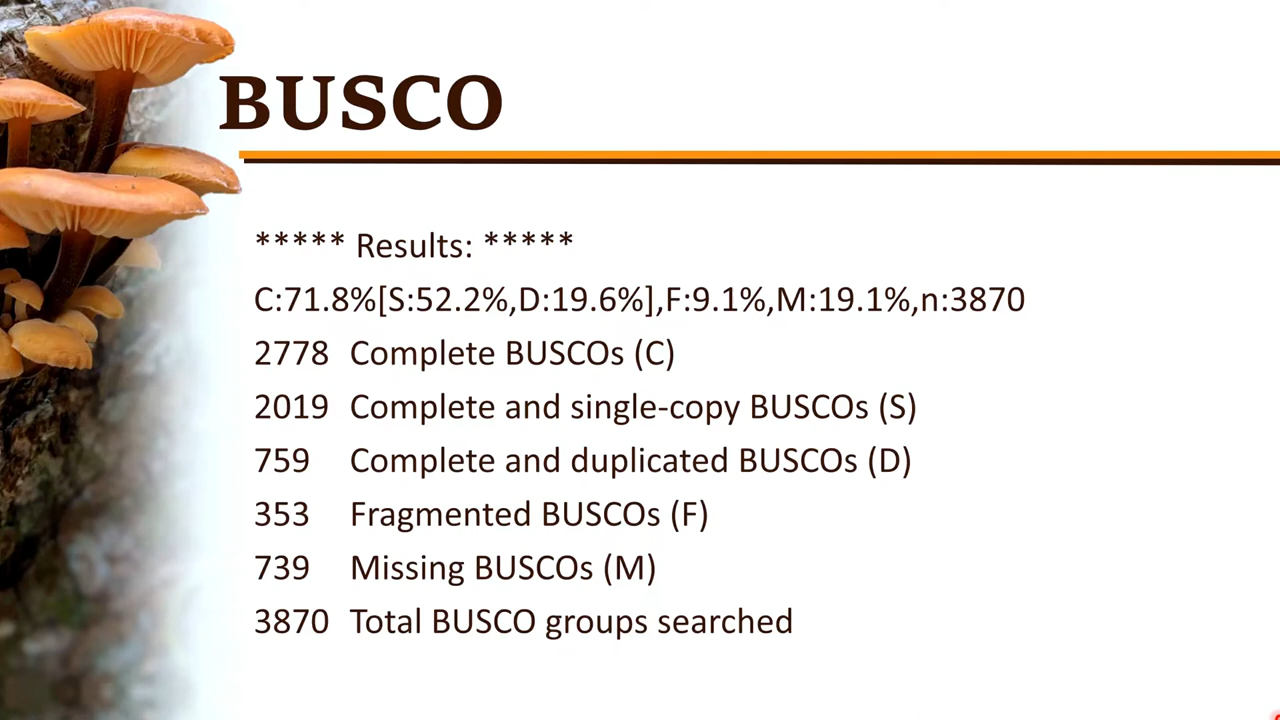 BUSCO
***** Results: *****
C:71.8%[S:52.2%,D:19.6%],F:9.1%,M:19.1%,n:3870
2778 Complete BUSCOs (C)
2019 Complete and single-copy BUSCOs (S)
759 Complete and duplicated BUSCOs (D)
353 Fragmented BUSCOs (F)
739 Missing BUSCOs (M)
3870 Total BUSCO groups searched